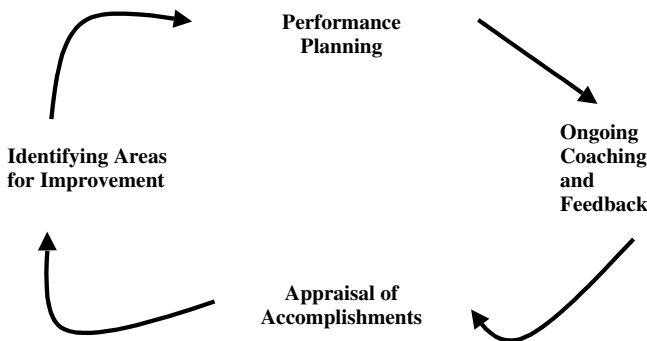 Performance
Planning
Ongoing
Coaching
and
Feedback
Appraisal of
Accomplishments
Identifying Areas
for Improvement